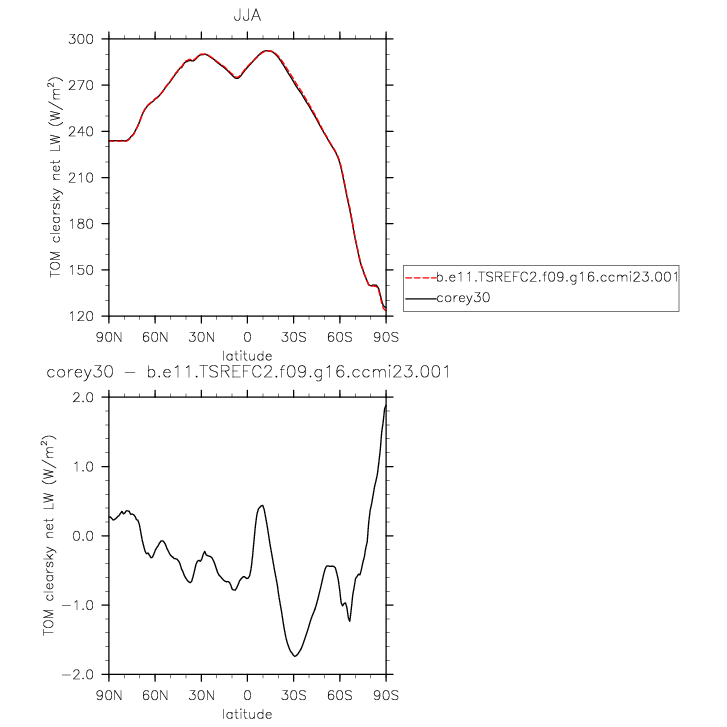 JJA
300
270
240
210
180
150
120
TOM clearsky net LW (W/m²)
90N 60N 30N 0 30S 60S 90S
latitude
b.e11.TSREFC2.f09.g16.ccmi23.001
corey30
corey30 − b.e11.TSREFC2.f09.g16.ccmi23.001
2.0
1.0
0.0
−1.0
−2.0
TOM clearsky net LW (W/m²)
90N 60N 30N 0 30S 60S 90S
latitude